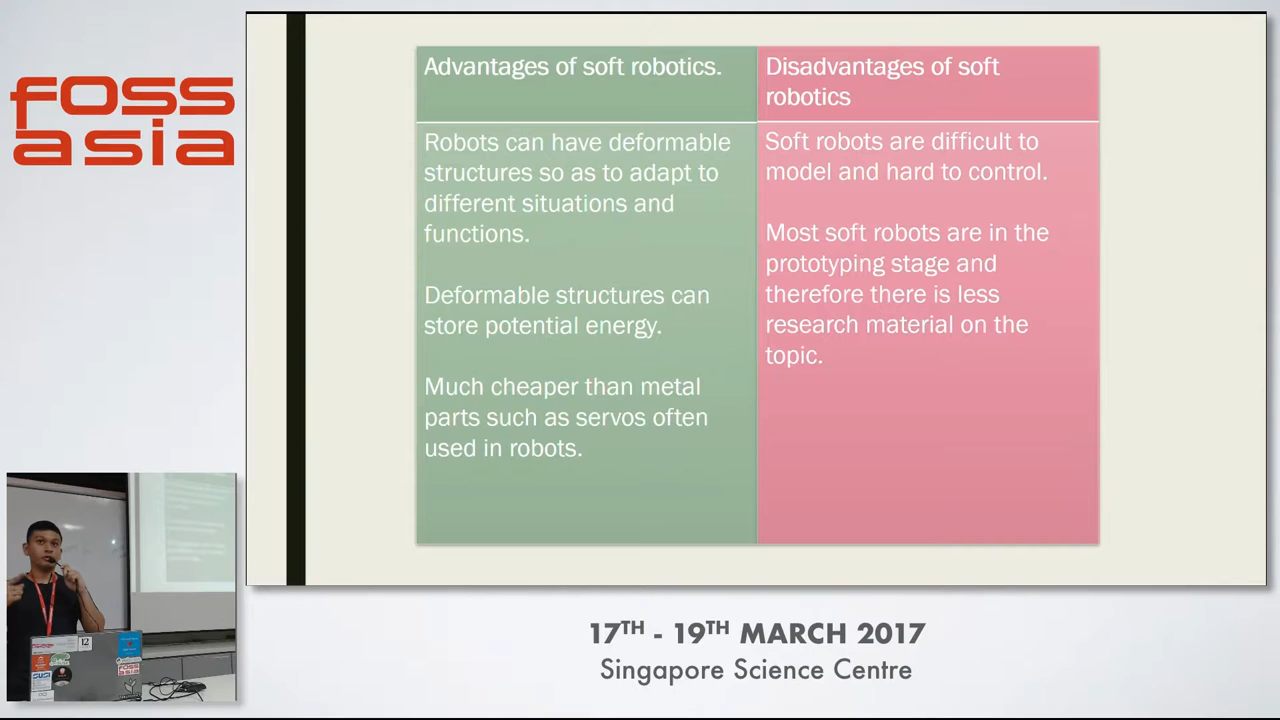 foss
asia
Advantages of soft robotics.
Disadvantages of soft
robotics
Robots can have deformable
structures so as to adapt to
different situations and
functions.
Deformable structures can
store potential energy.
Much cheaper than metal
parts such as servos often
used in robots.
Soft robots are difficult to
model and hard to control.
Most soft robots are in the
prototyping stage and
therefore there is less
research material on the
topic.
12
17TH - 19TH MARCH 2017
Singapore Science Centre